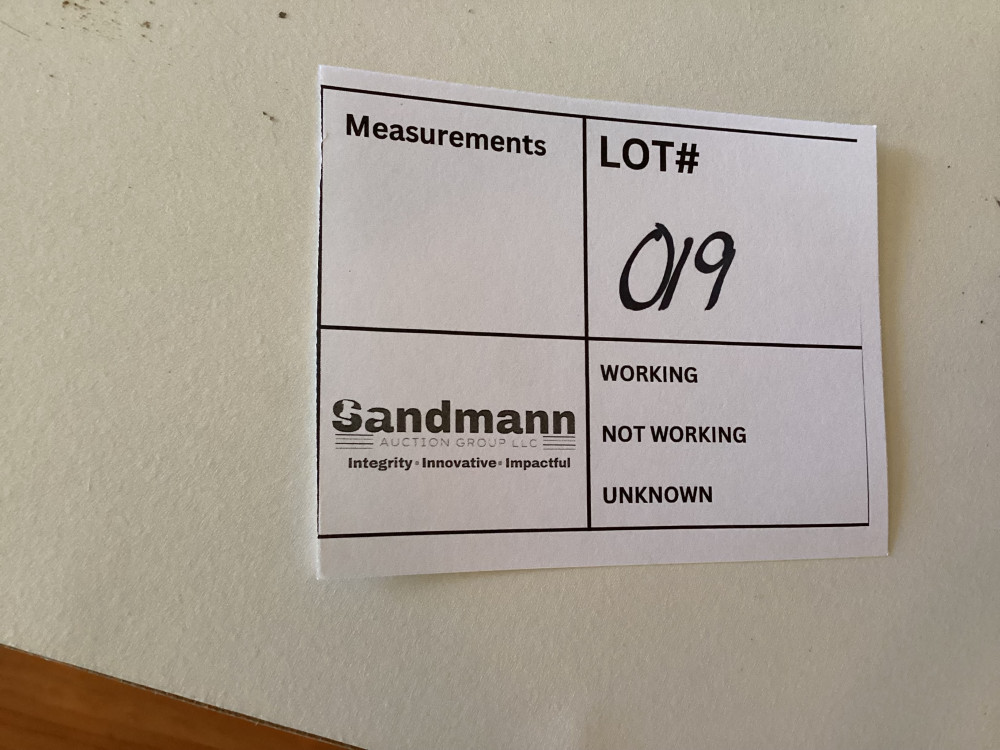 Measurements
LOT#
019
Sandmann
AUCTION GROUP LLC
Integrity • Innovative • Impactful
WORKING
NOT WORKING
UNKNOWN